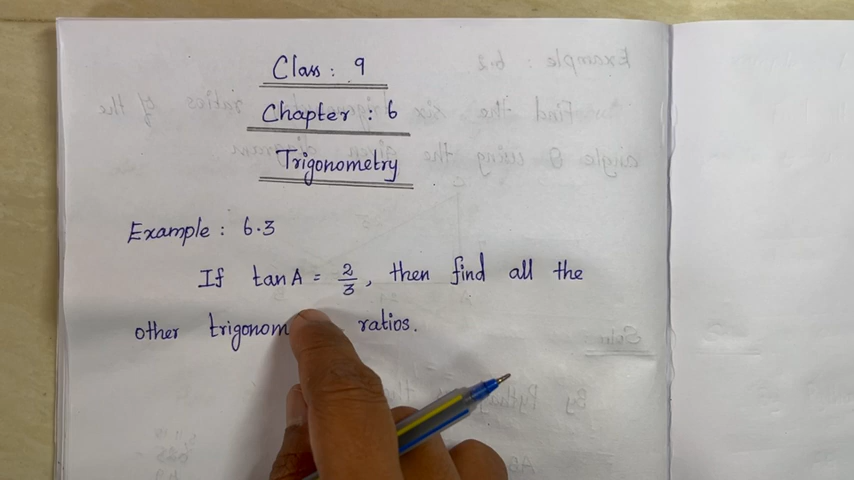 Class : 9
Chapter : 6
Trigonometry
Example : 6.3
If tan A = 2/3, then find all the
other trigonom ratios.